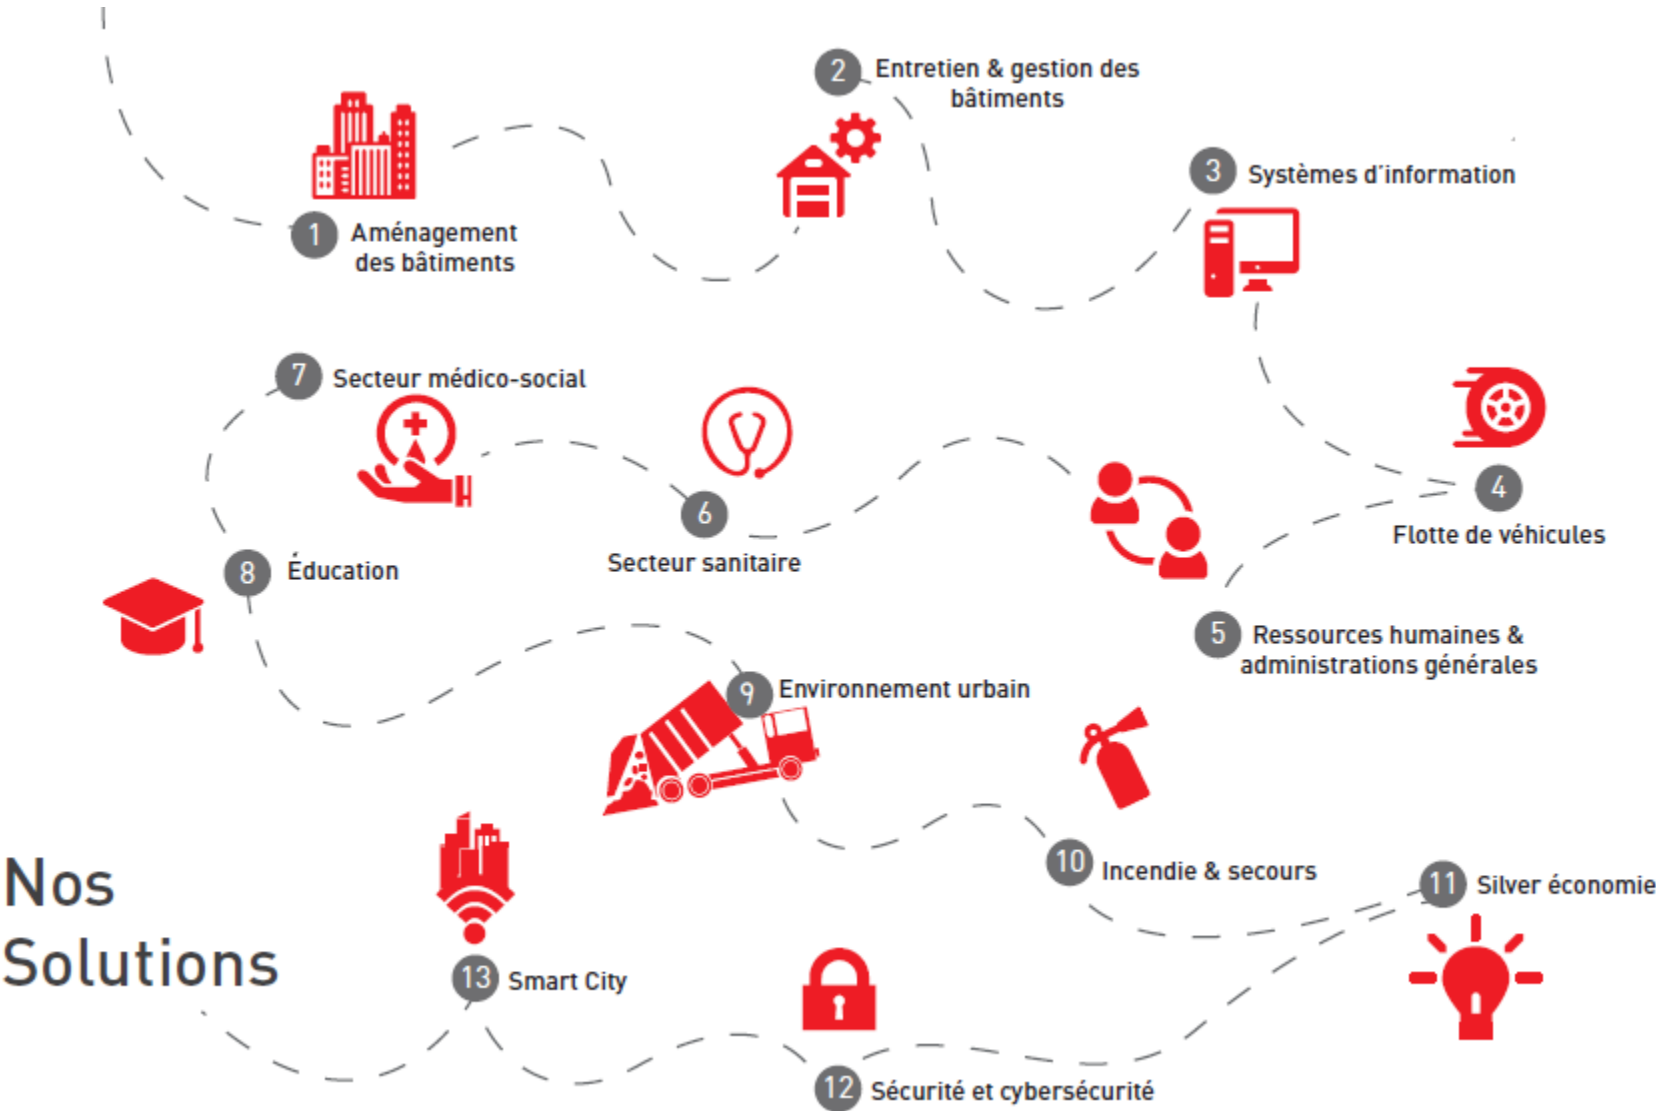 1
Aménagement
des bâtiments
2
Entretien & gestion des
bâtiments
3
Systèmes d'information
4
Flotte de véhicules
5
Ressources humaines &
administrations générales
6
Secteur sanitaire
7
Secteur médico-social
8
Éducation
9
Environnement urbain
10
Incendie & secours
11
Silver économie
12
Sécurité et cybersécurité
13
Smart City
Nos
Solutions